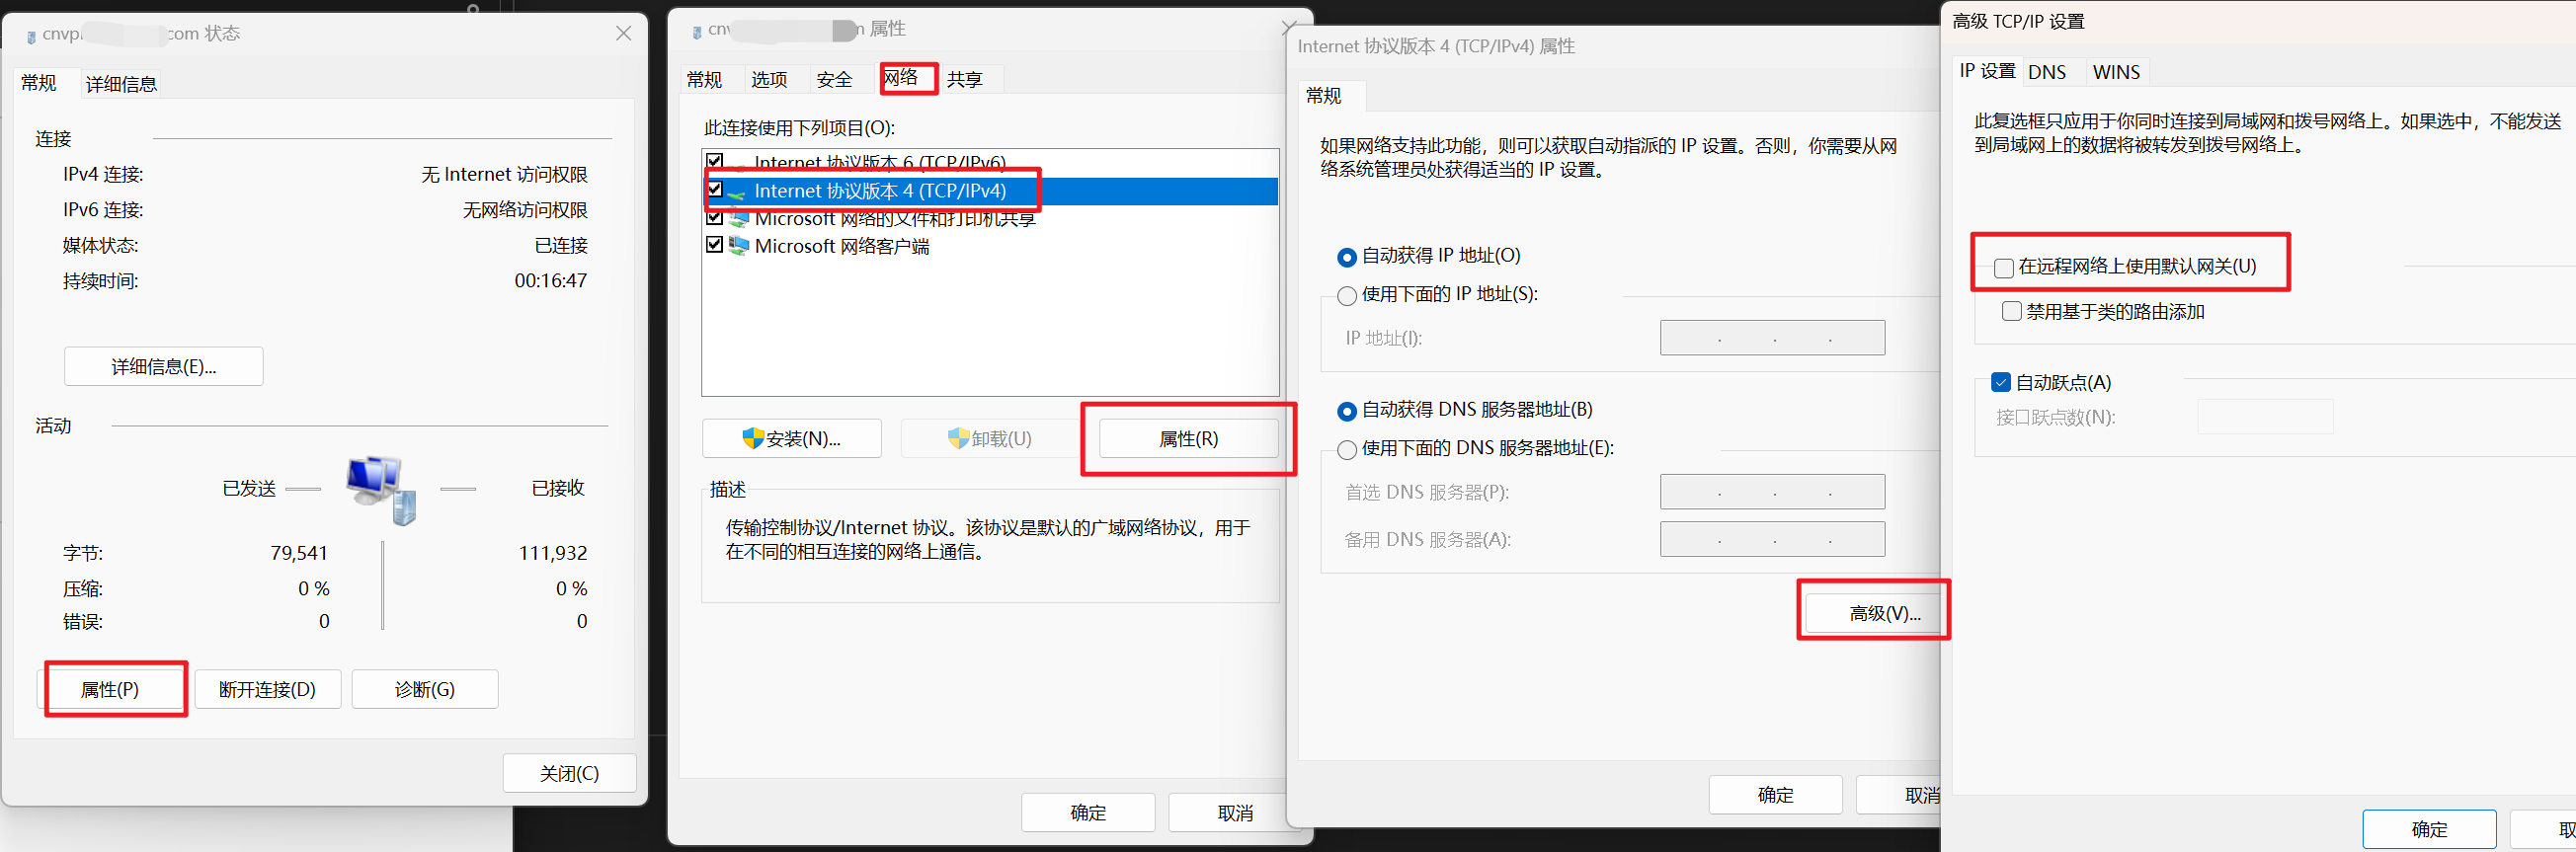 cnvp com 状态
常规
详细信息
连接
IPv4 连接:
无 Internet 访问权限
IPv6 连接:
无网络访问权限
媒体状态:
已连接
持续时间:
00:16:47
详细信息(E)...
活动
已发送
已接收
字节:
79,541
111,932
压缩:
0 %
0 %
错误:
0
0
属性(P)
断开连接(D)
诊断(G)
关闭(C)
属性
常规
选项
安全
网络
共享
此连接使用下列项目(O):
Internet 协议版本 6 (TCP/IPv6)
Internet 协议版本 4 (TCP/IPv4)
Microsoft 网络的文件和打印机共享
Microsoft 网络客户端
安装(N)...
卸载(U)
属性(R)
描述
传输控制协议/Internet 协议。该协议是默认的广域网络协议，用于
在不同的相互连接的网络上通信。
确定
取消
Internet 协议版本 4 (TCP/IPv4) 属性
常规
如果网络支持此功能，则可以获取自动指派的 IP 设置。否则，你需要从网
络系统管理员处获得适当的 IP 设置。
自动获得 IP 地址(O)
使用下面的 IP 地址(S):
IP 地址(I):
自动获得 DNS 服务器地址(B)
使用下面的 DNS 服务器地址(E):
首选 DNS 服务器(P):
备用 DNS 服务器(A):
高级(V)...
确定
取消
高级 TCP/IP 设置
IP 设置
DNS
WINS
此复选框只应用于你同时连接到局域网和拨号网络上。如果选中，不能发送
到局域网上的数据将被转发到拨号网络上。
在远程网络上使用默认网关(U)
禁用基于类的路由添加
自动跃点(A)
接口跃点数(N):
确定
取